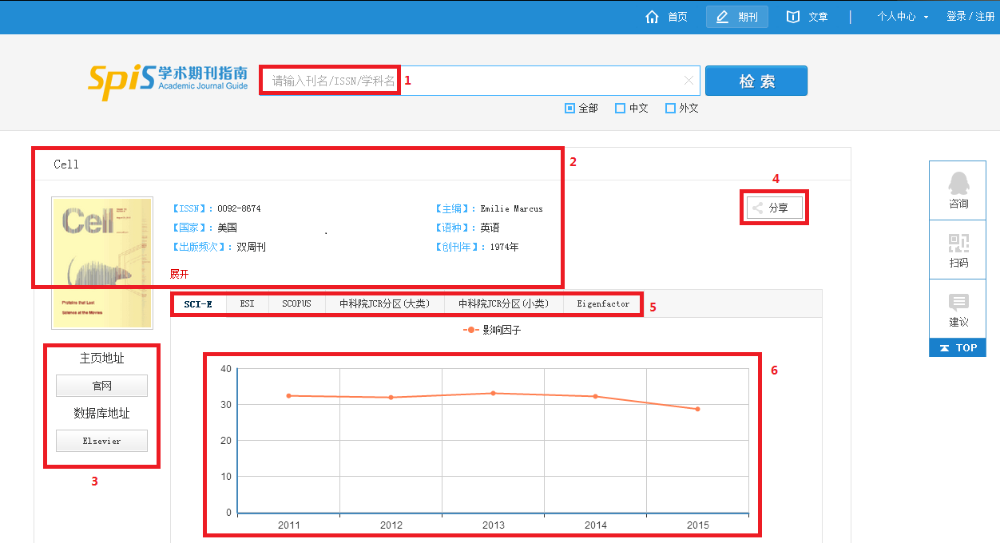 首页 期刊 文章 | 个人中心 登录 / 注册
SpiS 学术期刊指南
Academic Journal Guide
请输入刊名/ISSN/学科名 1
检 索
全部 中文 外文
2
Cell
4
分享
Cell
【ISSN】: 0092-8674 【主编】: Emilie Marcus
【国家】: 美国 【语种】: 英语
【出版频次】: 双周刊 【创刊年】: 1974年
展开
Proteins that Last
Science at the Movies
SCI-E ESI SCOPUS 中科院JCR分区(大类) 中科院JCR分区(小类) Eigenfactor 5
影响因子
主页地址
官网
数据库地址
Elsevier
3
6
40
30
20
10
0
2011 2012 2013 2014 2015
咨询
扫码
建议
TOP